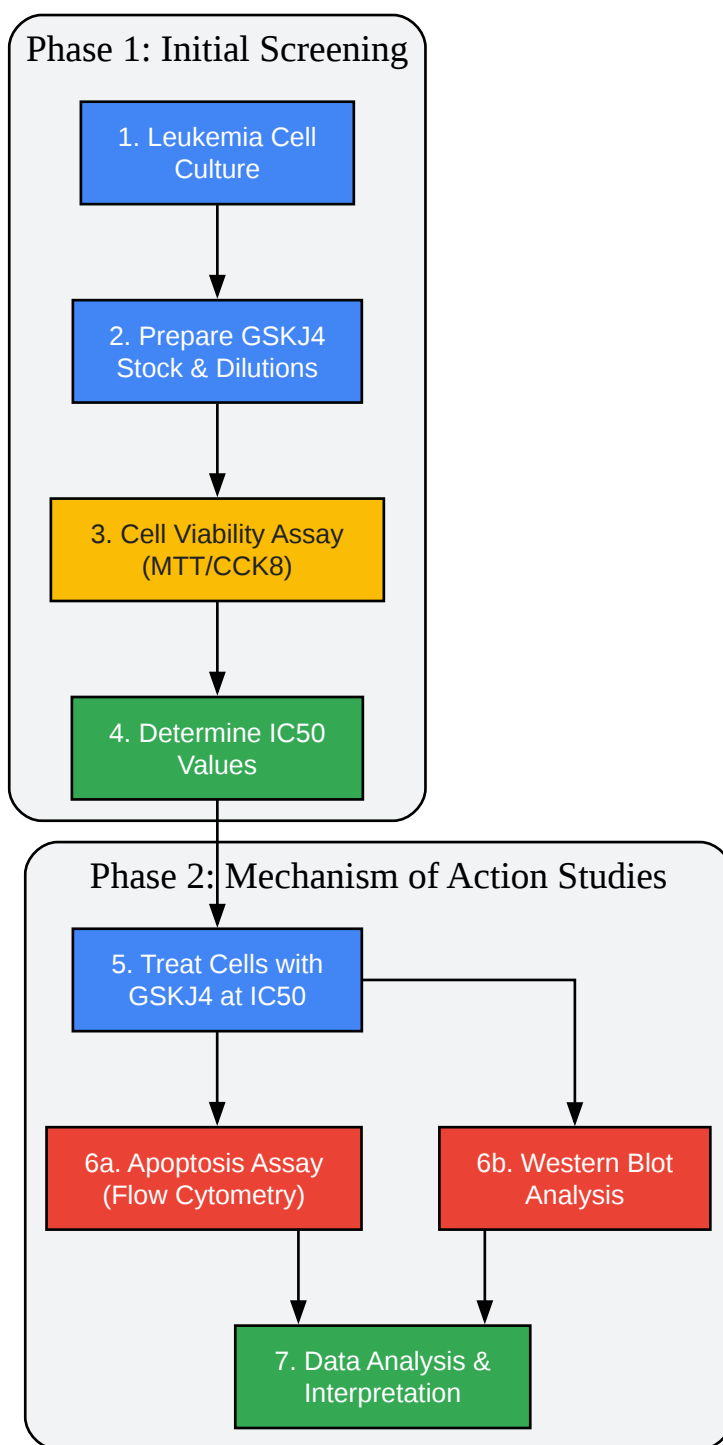 Phase 1: Initial Screening
1. Leukemia Cell
Culture
2. Prepare GSKJ4
Stock & Dilutions
3. Cell Viability Assay
(MTT/CCK8)
4. Determine IC50
Values
Phase 2: Mechanism of Action Studies
5. Treat Cells with
GSKJ4 at IC50
6a. Apoptosis Assay
(Flow Cytometry)
6b. Western Blot
Analysis
7. Data Analysis &
Interpretation